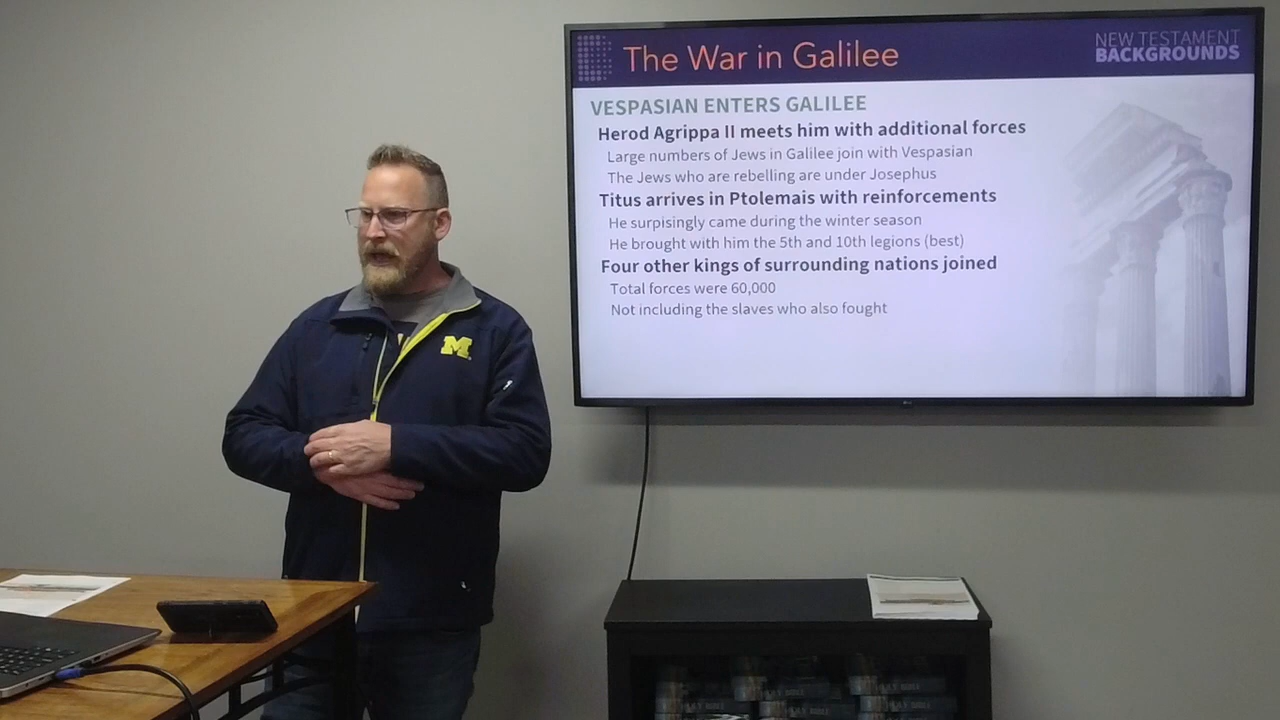 The War in Galilee
NEW TESTAMENT
BACKGROUNDS
VESPASIAN ENTERS GALILEE
Herod Agrippa II meets him with additional forces
Large numbers of Jews in Galilee join with Vespasian
The Jews who are rebelling are under Josephus
Titus arrives in Ptolemais with reinforcements
He surpisingly came during the winter season
He brought with him the 5th and 10th legions (best)
Four other kings of surrounding nations joined
Total forces were 60,000
Not including the slaves who also fought
M